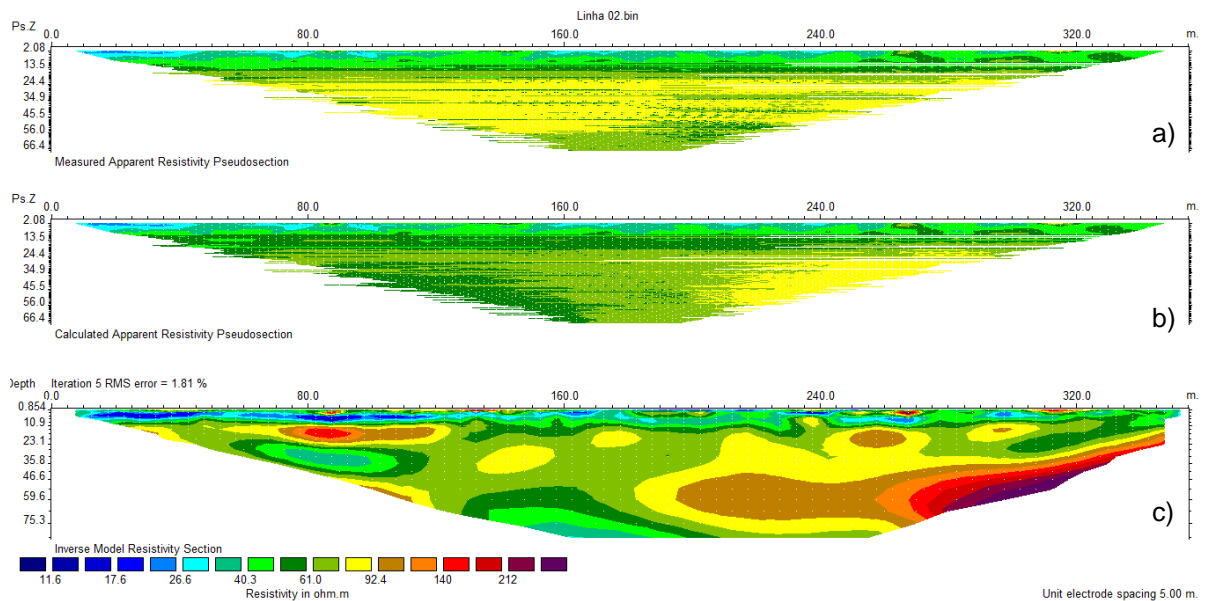 Linha 02.bin
Ps.Z 0.0 80.0 160.0 240.0 320.0 m.
2.08
13.5
24.4
34.9
45.5
56.0
66.4
a)
Measured Apparent Resistivity Pseudosection
Ps.Z 0.0 80.0 160.0 240.0 320.0 m.
2.08
13.5
24.4
34.9
45.5
56.0
66.4
b)
Calculated Apparent Resistivity Pseudosection
Depth Iteration 5 RMS error = 1.81 %
0.0 80.0 160.0 240.0 320.0 m.
0.854
10.9
23.1
35.8
46.6
59.6
75.3
c)
Inverse Model Resistivity Section
11.6 17.6 26.6 40.3 61.0 92.4 140 212
Resistivity in ohm.m Unit electrode spacing 5.00 m.